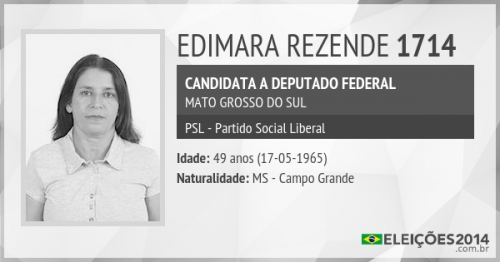 EDIMARA REZENDE 1714
CANDIDATA A DEPUTADO FEDERAL
MATO GROSSO DO SUL
PSL - Partido Social Liberal
Idade: 49 anos (17-05-1965)
Naturalidade: MS - Campo Grande
ELEIÇÕES2014
.com.br